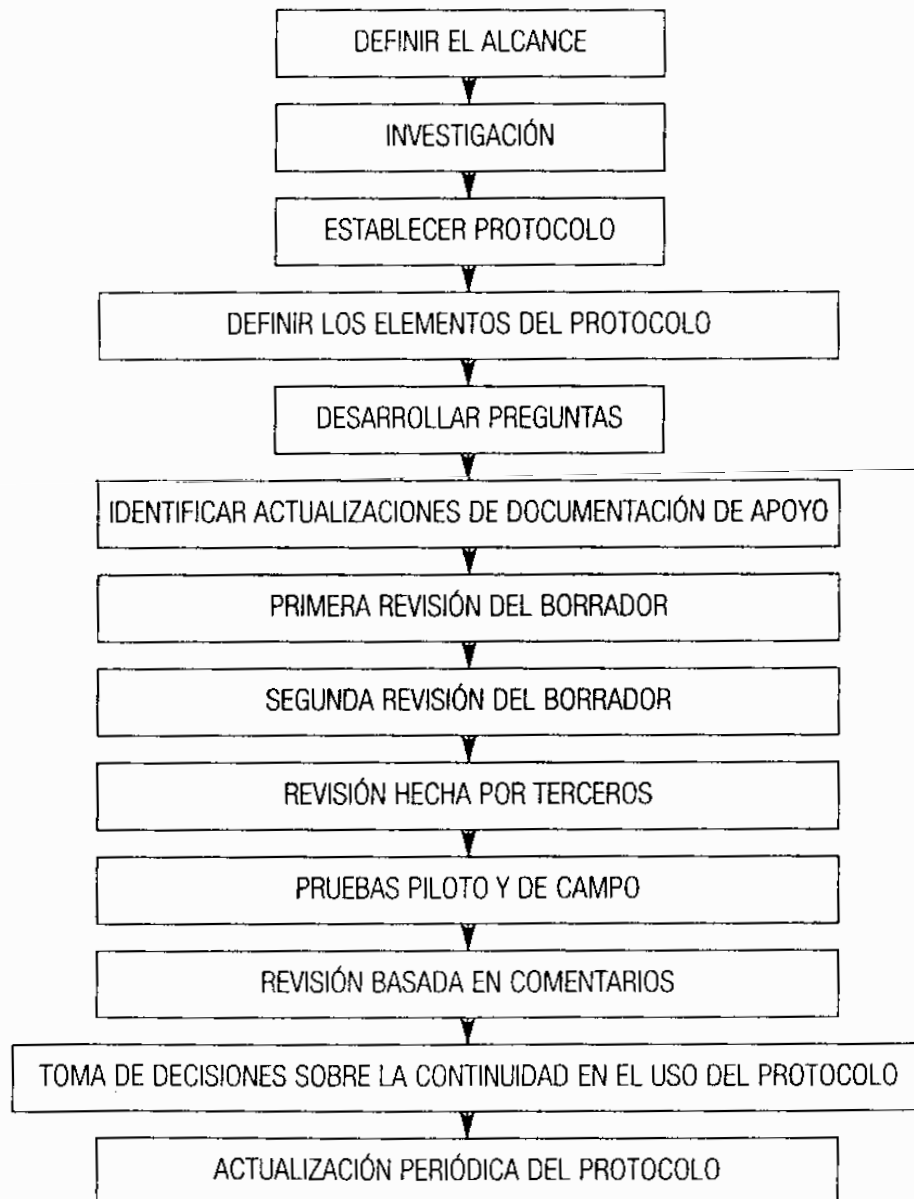 DEFINIR EL ALCANCE
INVESTIGACIÓN
ESTABLECER PROTOCOLO
DEFINIR LOS ELEMENTOS DEL PROTOCOLO
DESARROLLAR PREGUNTAS
IDENTIFICAR ACTUALIZACIONES DE DOCUMENTACIÓN DE APOYO
PRIMERA REVISIÓN DEL BORRADOR
SEGUNDA REVISIÓN DEL BORRADOR
REVISIÓN HECHA POR TERCEROS
PRUEBAS PILOTO Y DE CAMPO
REVISIÓN BASADA EN COMENTARIOS
TOMA DE DECISIONES SOBRE LA CONTINUIDAD EN EL USO DEL PROTOCOLO
ACTUALIZACIÓN PERIÓDICA DEL PROTOCOLO